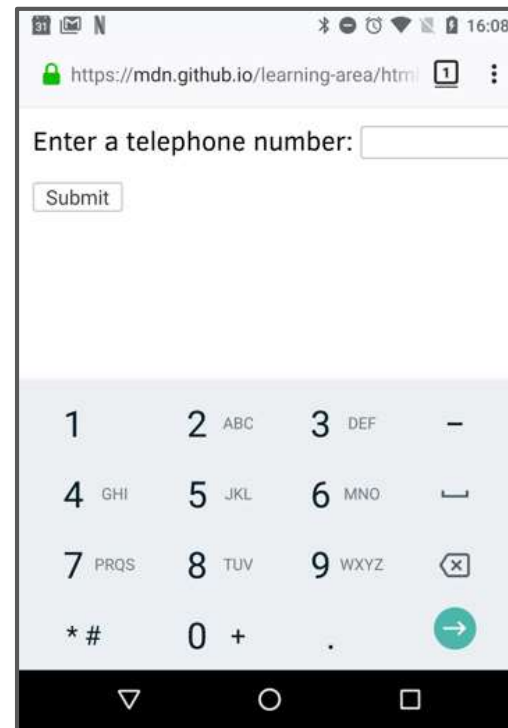 31 N 16:08
https://mdn.github.io/learning-area/htm 1
Enter a telephone number:
Submit
1 2 ABC 3 DEF -
4 GHI 5 JKL 6 MNO
7 PRQS 8 TUV 9 WXYZ
* # 0 + .